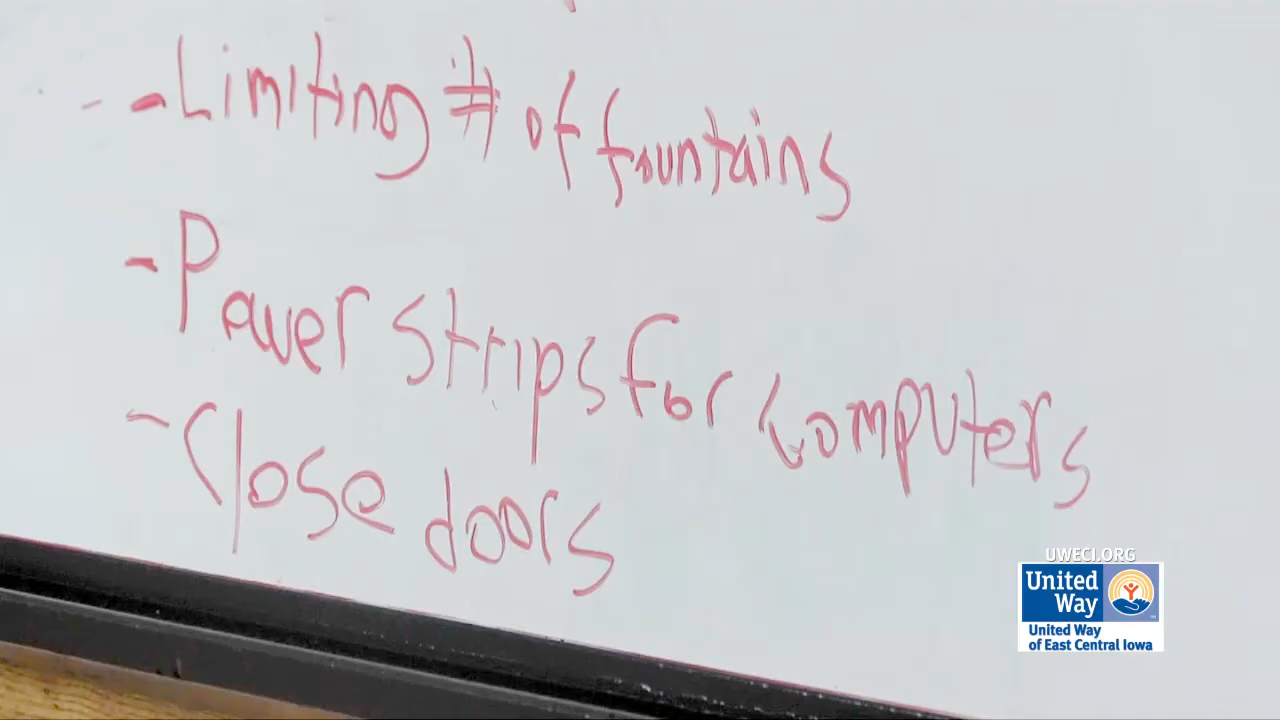 - Limiting # of fountains
- Power strips for computers
- Close doors
UWECI.ORG
United
Way
United Way
of East Central Iowa